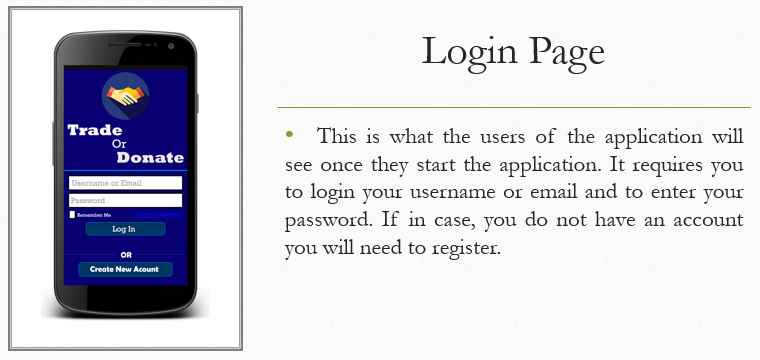 Login Page
Trade
Or
Donate
Username or Email
Password
Remember Me
Log In
OR
Create New Acount
• This is what the users of the application will
see once they start the application. It requires you
to login your username or email and to enter your
password. If in case, you do not have an account
you will need to register.